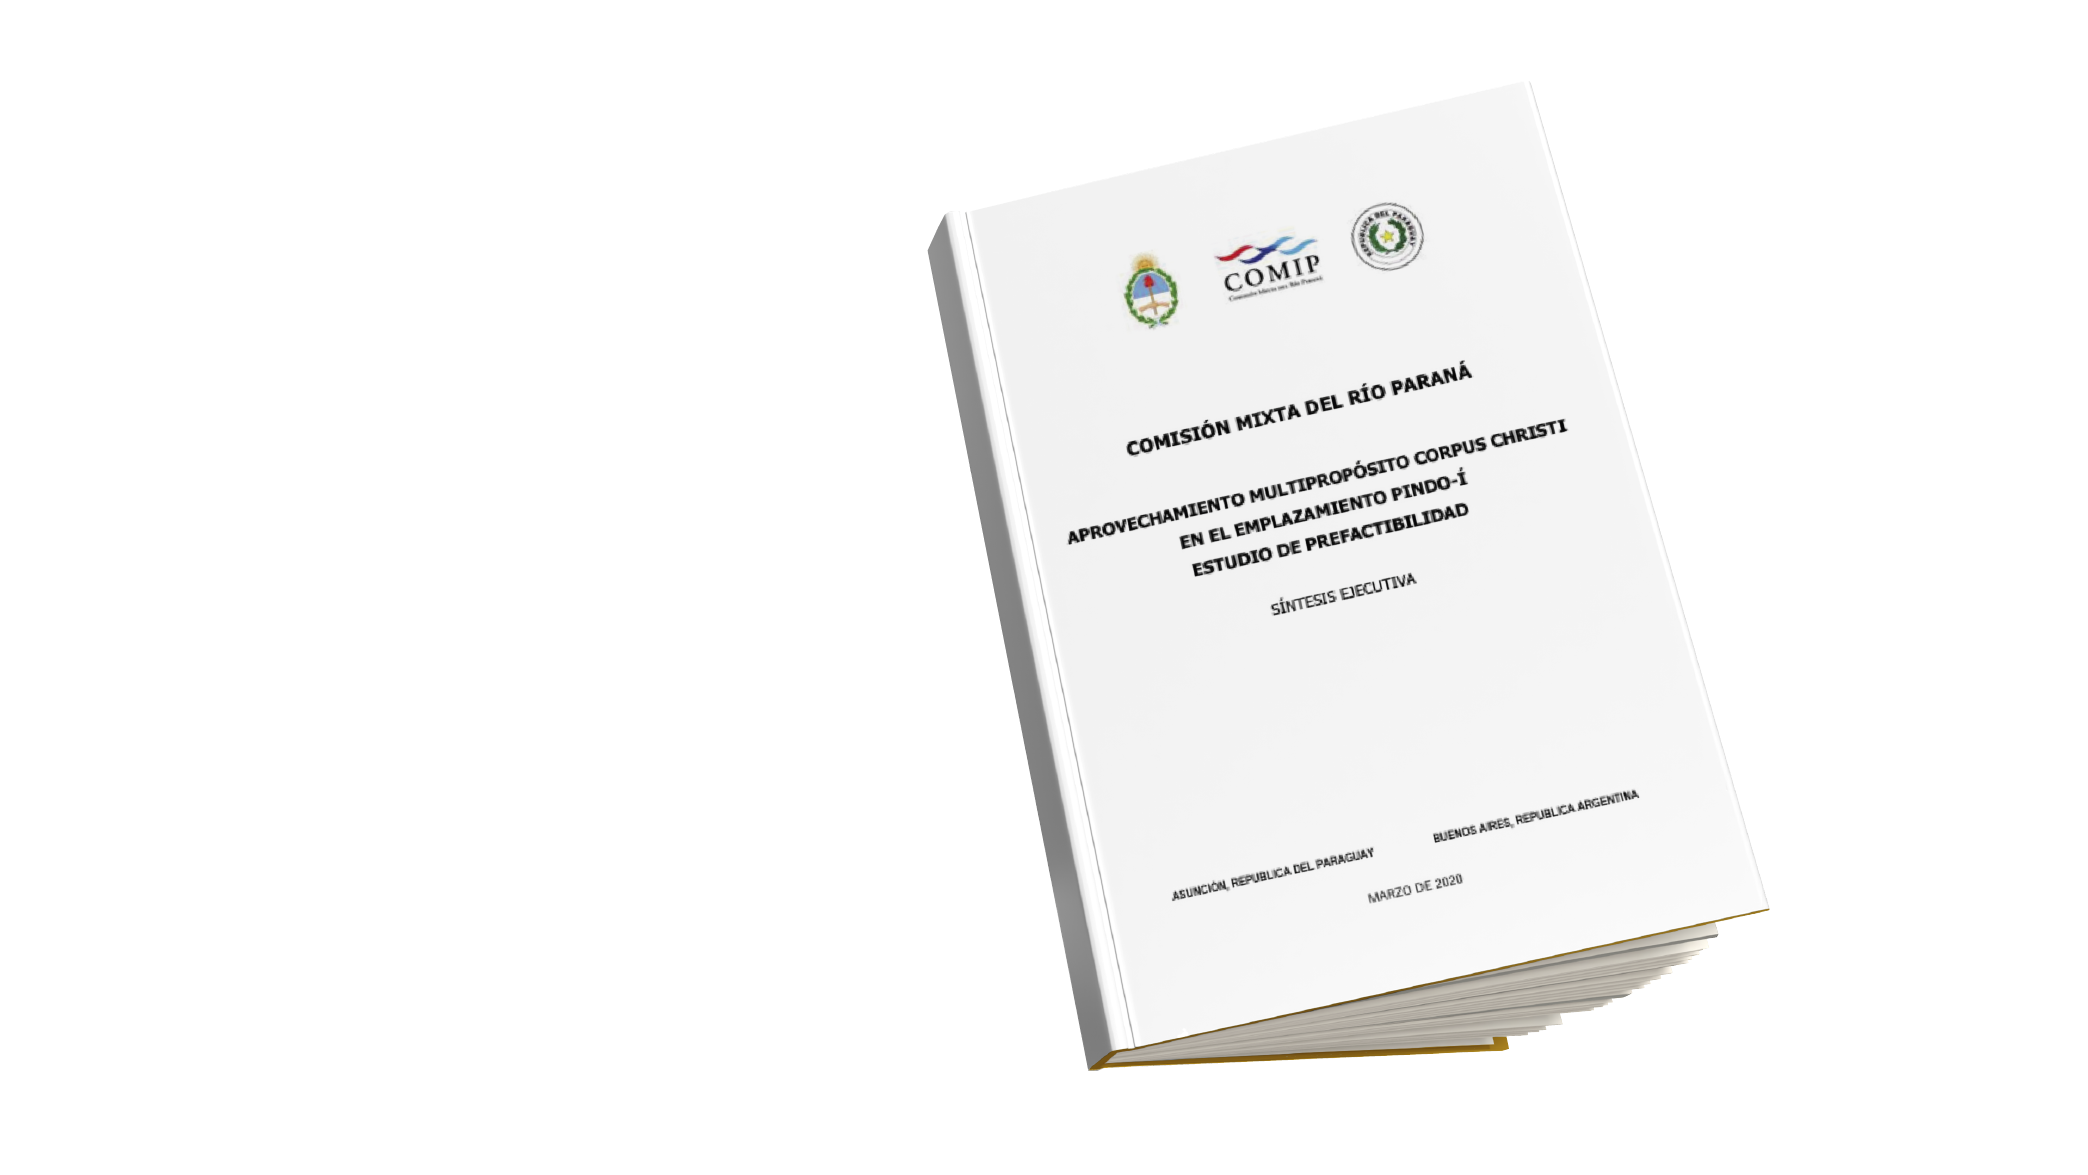 REPUBLICA DEL PARAGUAY
COMIP
Comisión Mixta del Río Paraná
COMISIÓN MIXTA DEL RÍO PARANÁ
APROVECHAMIENTO MULTIPROPÓSITO CORPUS CHRISTI
EN EL EMPLAZAMIENTO PINDO-Í
ESTUDIO DE PREFACTIBILIDAD
SÍNTESIS EJECUTIVA
BUENOS AIRES, REPUBLICA ARGENTINA
ASUNCIÓN, REPUBLICA DEL PARAGUAY
MARZO DE 2020